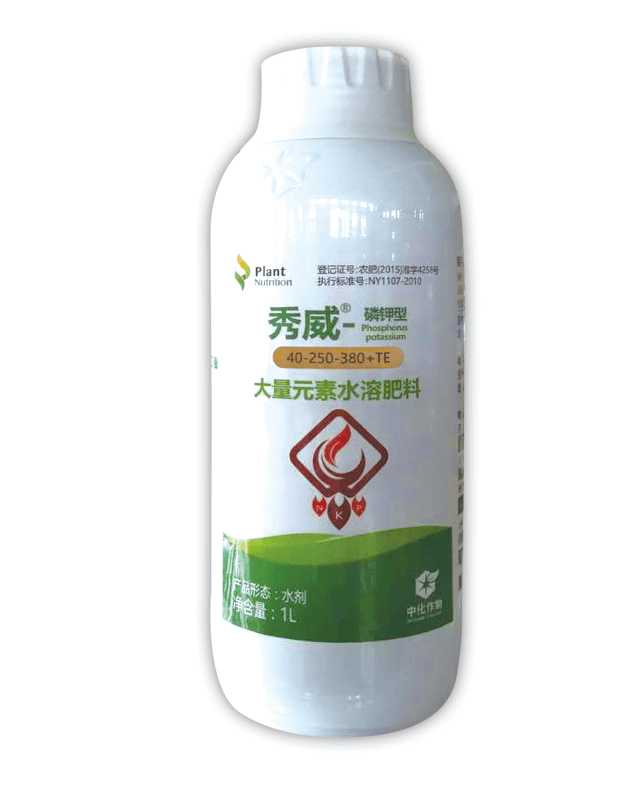 Plant
Nutrition
登记证号:农肥(2015)准字4258号
执行标准号:NY1107-2010
秀威®-
磷钾型
Phosphorus
potassium
40-250-380+TE
大量元素水溶肥料
N K P
产品形态:水剂
净含量:1L
中化作物